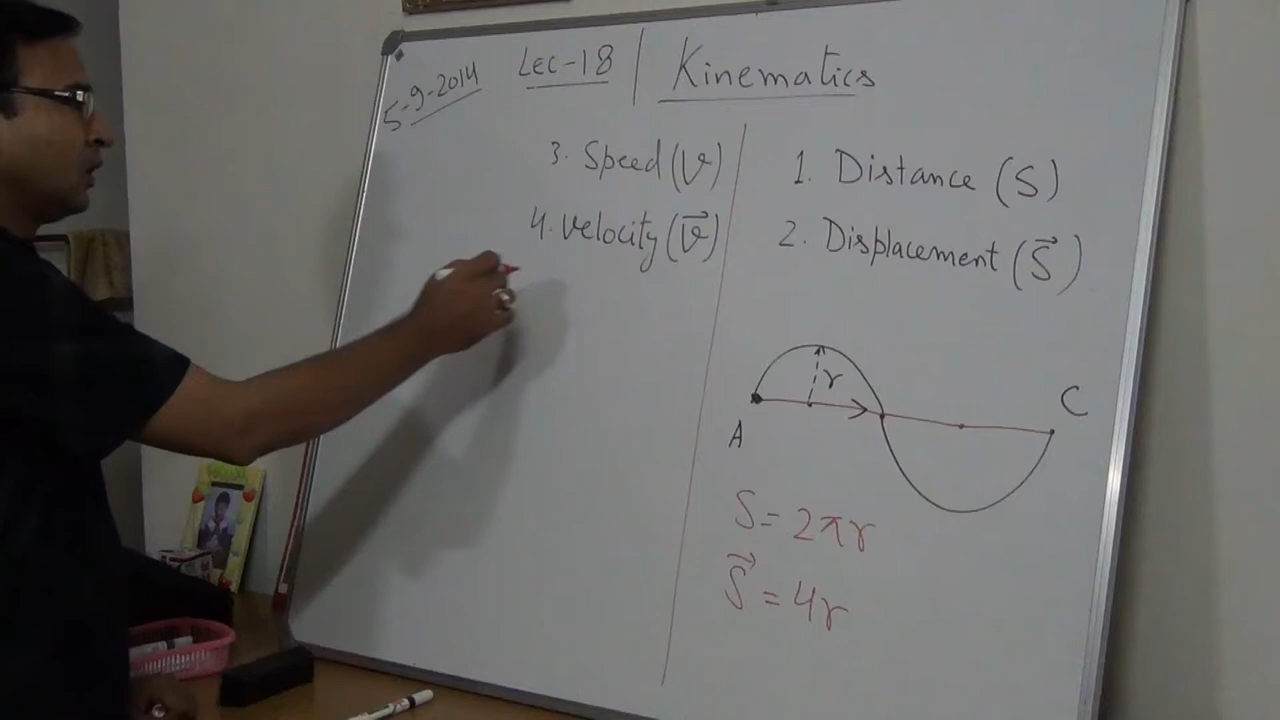 5-9-2014 Lec-18 | Kinematics
3. Speed (v)
4. Velocity (v⃗)
1. Distance (S)
2. Displacement (S⃗)
r
A
C
S = 2πr
S⃗ = 4r